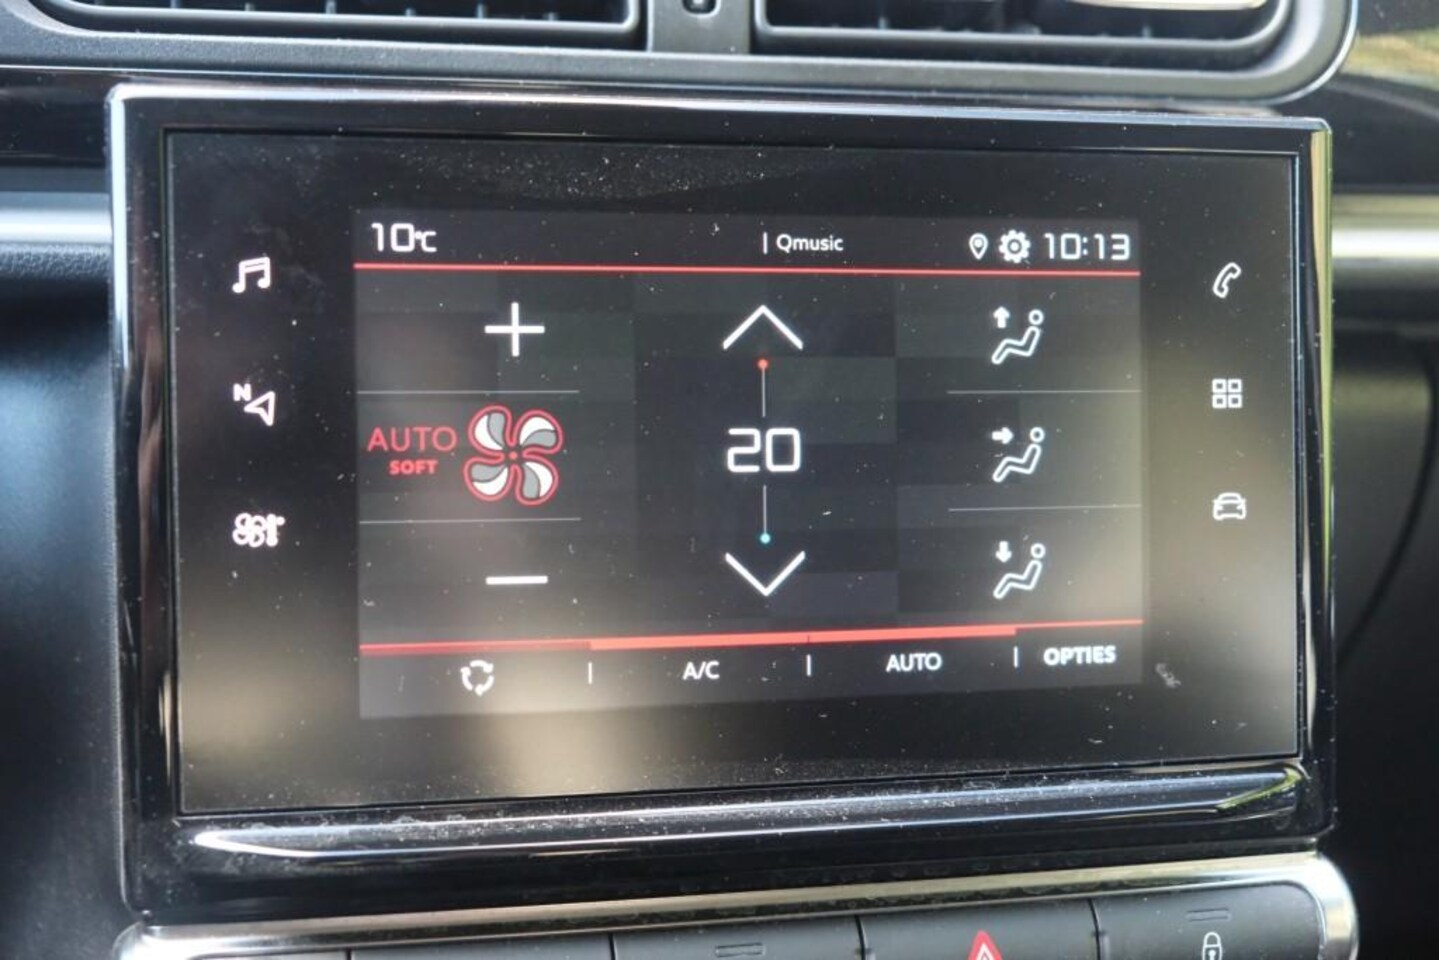 10°C | Qmusic 10:13
N
AUTO
SOFT
20
A/C | AUTO | OPTIES